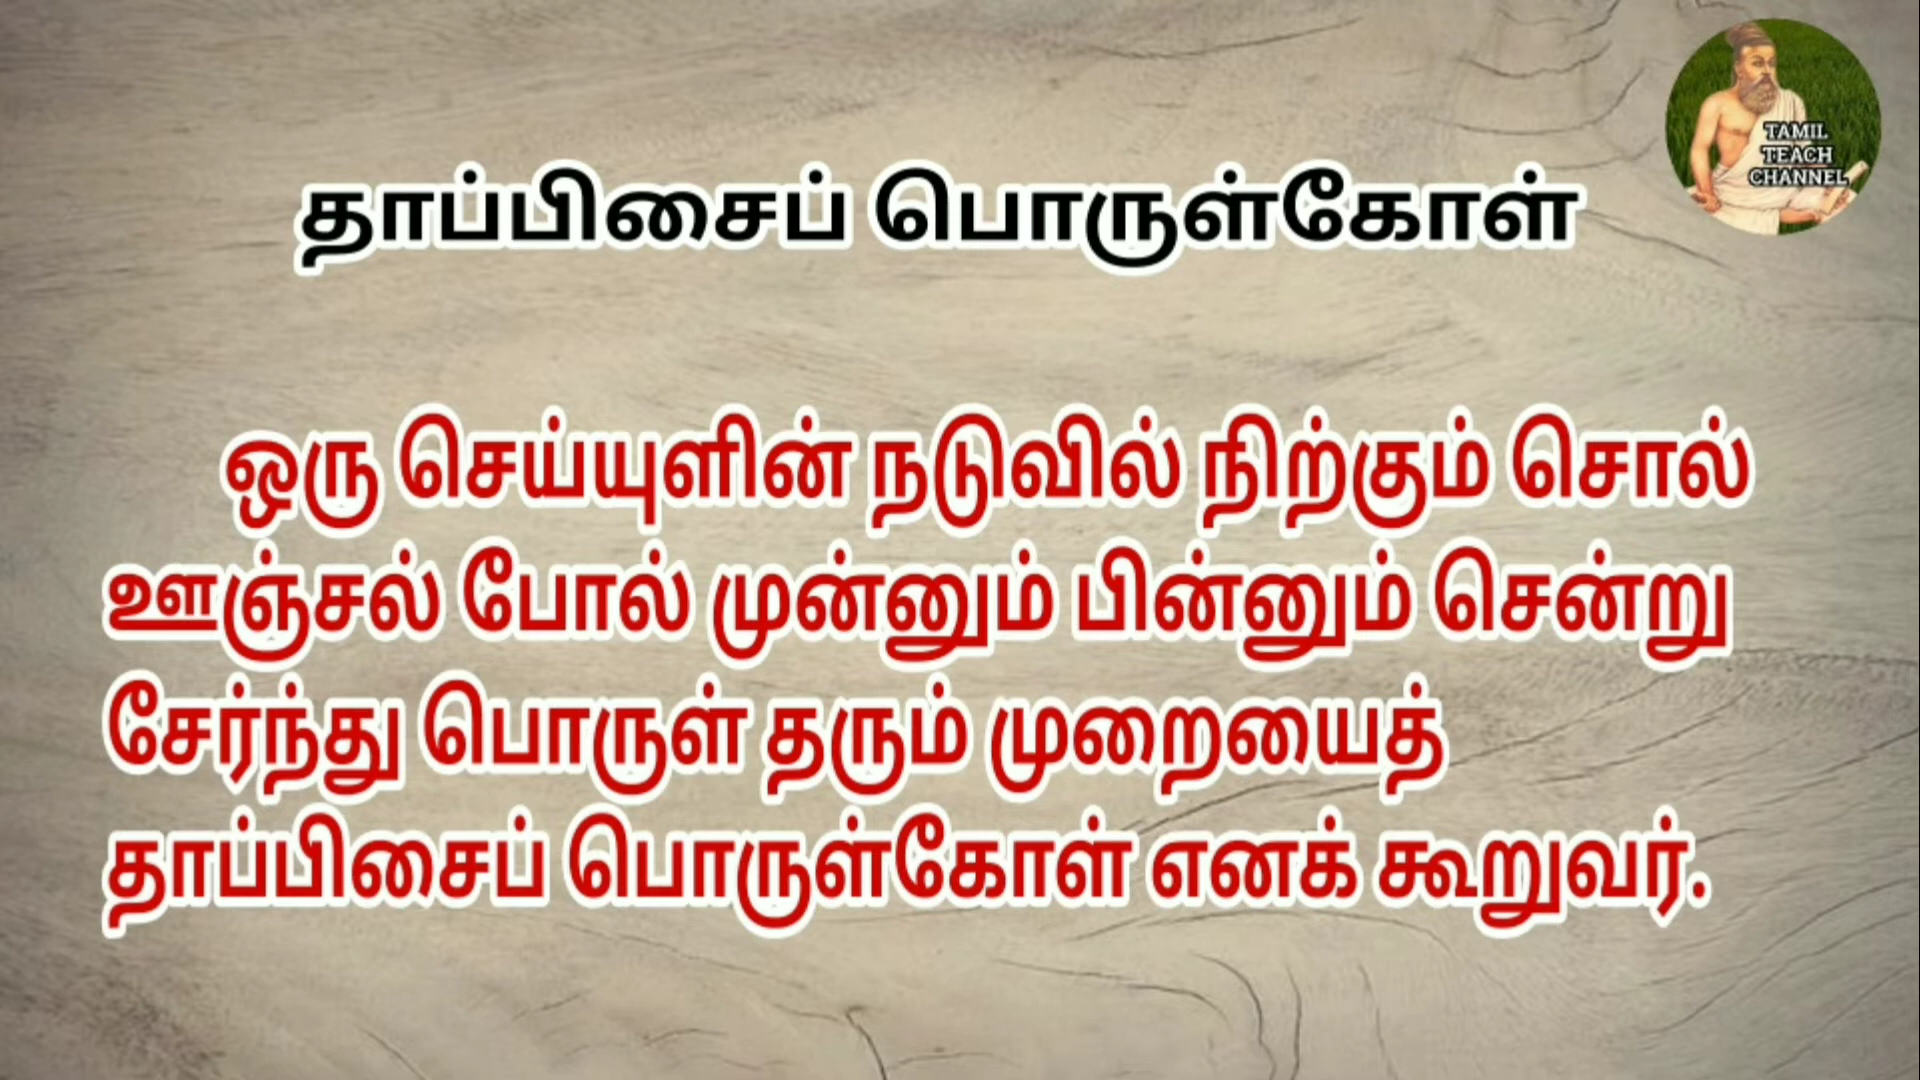 TAMIL
TEACH
CHANNEL
தாப்பிசைப் பொருள்கோள்
ஒரு செய்யுளின் நடுவில் நிற்கும் சொல்
ஊஞ்சல் போல் முன்னும் பின்னும் சென்று
சேர்ந்து பொருள் தரும் முறையைத்
தாப்பிசைப் பொருள்கோள் எனக் கூறுவர்.